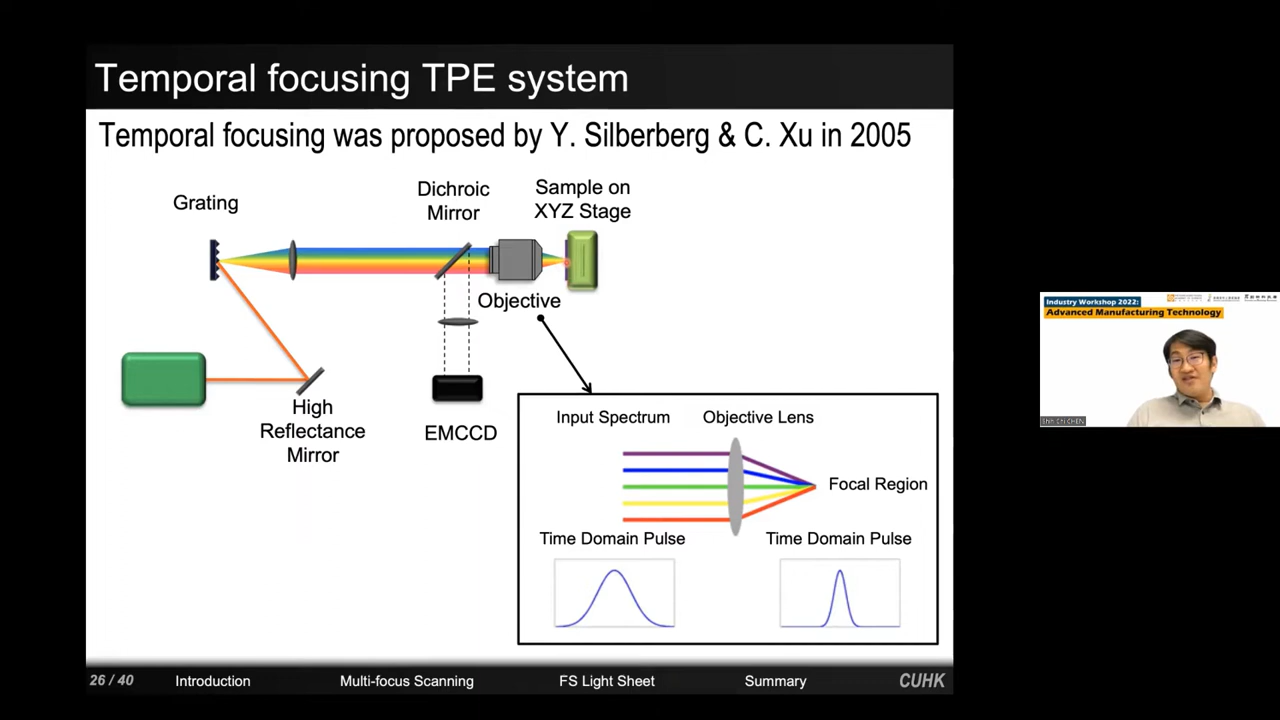 Temporal focusing TPE system
Temporal focusing was proposed by Y. Silberberg & C. Xu in 2005
Grating
Dichroic
Mirror
Sample on
XYZ Stage
Objective
High
Reflectance
Mirror
EMCCD
Input Spectrum
Objective Lens
Focal Region
Time Domain Pulse
Time Domain Pulse
26 / 40
Introduction
Multi-focus Scanning
FS Light Sheet
Summary
CUHK
Industry Workshop 2022:
Advanced Manufacturing Technology